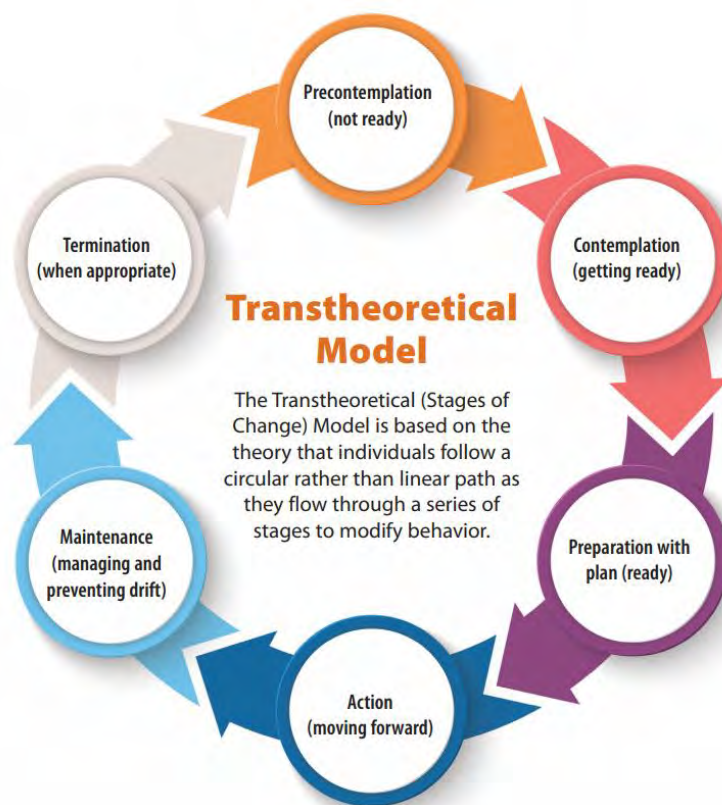 Precontemplation
(not ready)
Contemplation
(getting ready)
Preparation with
plan (ready)
Action
(moving forward)
Maintenance
(managing and
preventing drift)
Termination
(when appropriate)
Transtheoretical
Model
The Transtheoretical (Stages of
Change) Model is based on the
theory that individuals follow a
circular rather than linear path as
they flow through a series of
stages to modify behavior.